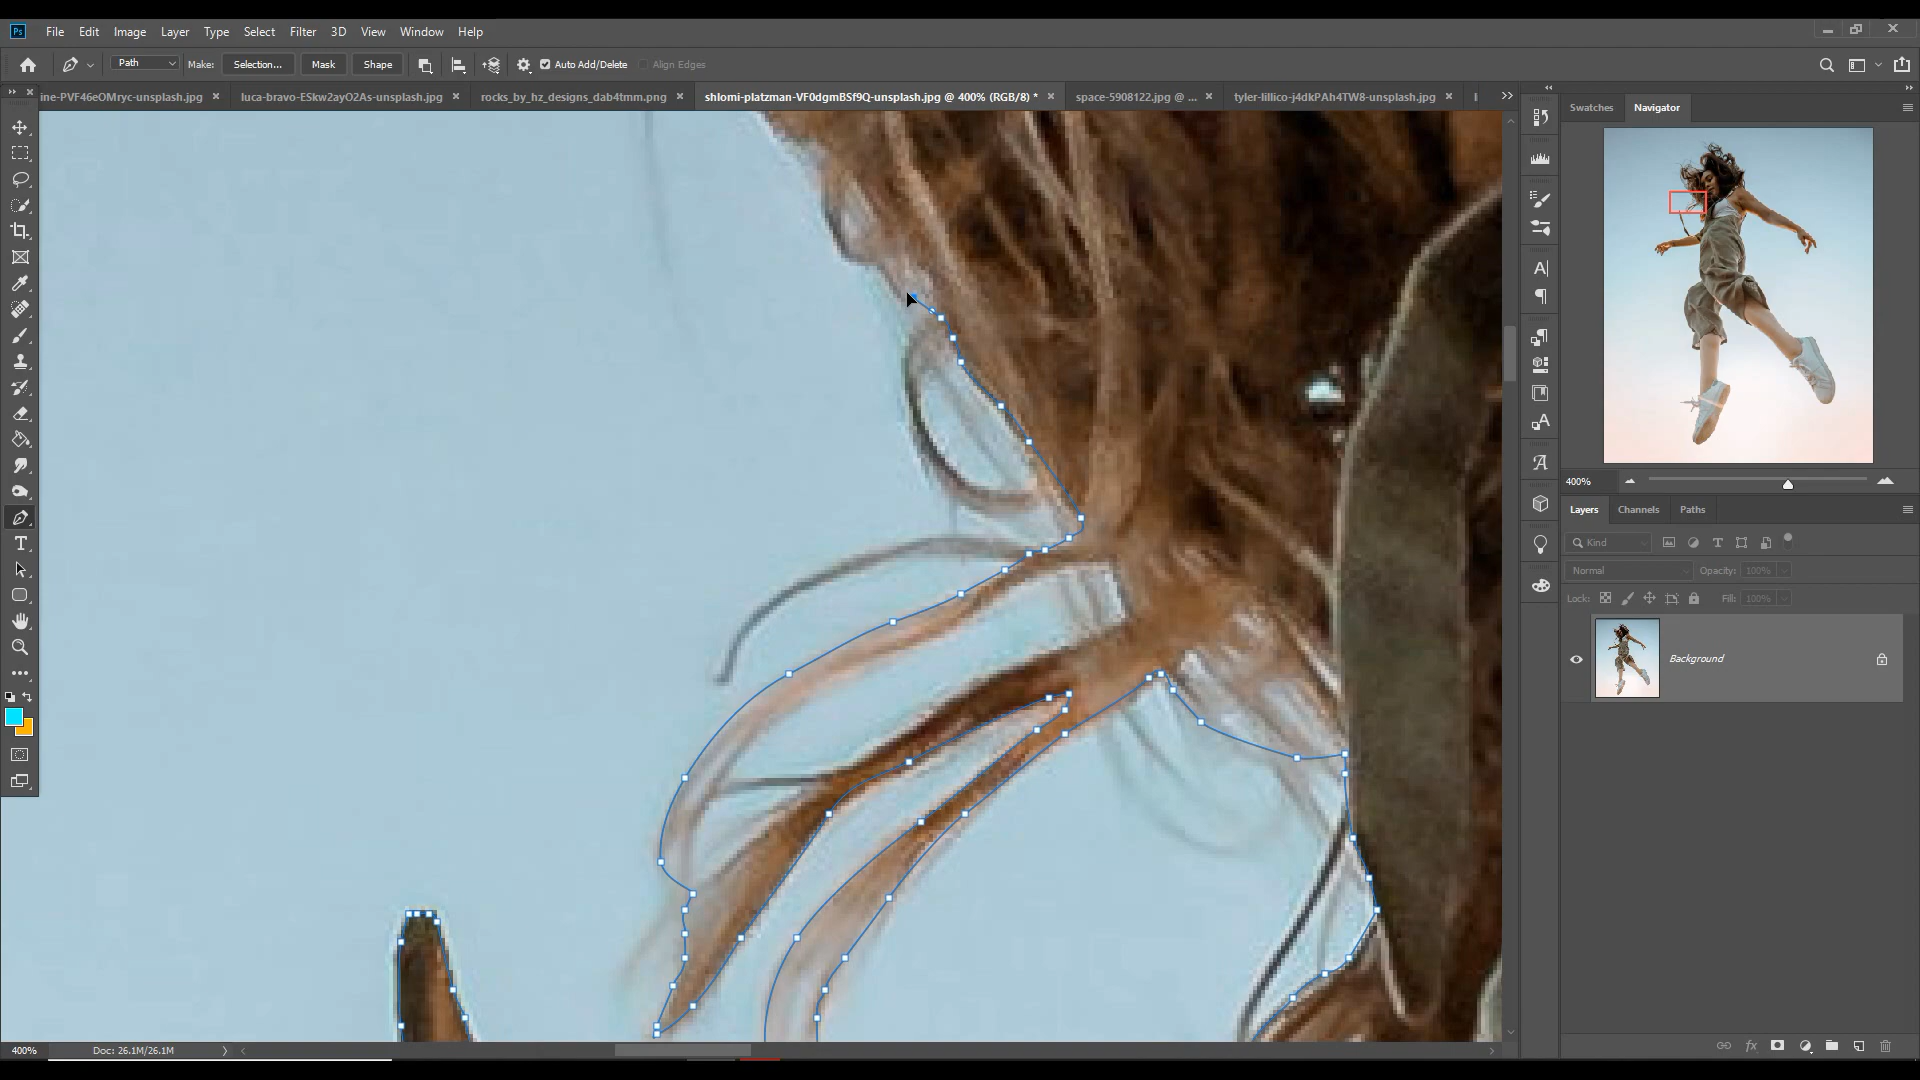 Ps File Edit Image Layer Type Select Filter 3D View Window Help
Path Make: Selection... Mask Shape Auto Add/Delete Align Edges
ine-PVF46eOMryc-unsplash.jpg luca-bravo-ESkw2ayO2As-unsplash.jpg rocks_by_hz_designs_dab4tmm.png shlomi-platzman-VF0dgmBSf9Q-unsplash.jpg @ 400% (RGB/8) * space-5908122.jpg @ ... tyler-lillico-j4dkPAh4TW8-unsplash.jpg
Swatches Navigator
400%
Layers Channels Paths
Kind
Normal Opacity: 100%
Lock: Fill: 100%
Background
400% Doc: 26.1M/26.1M